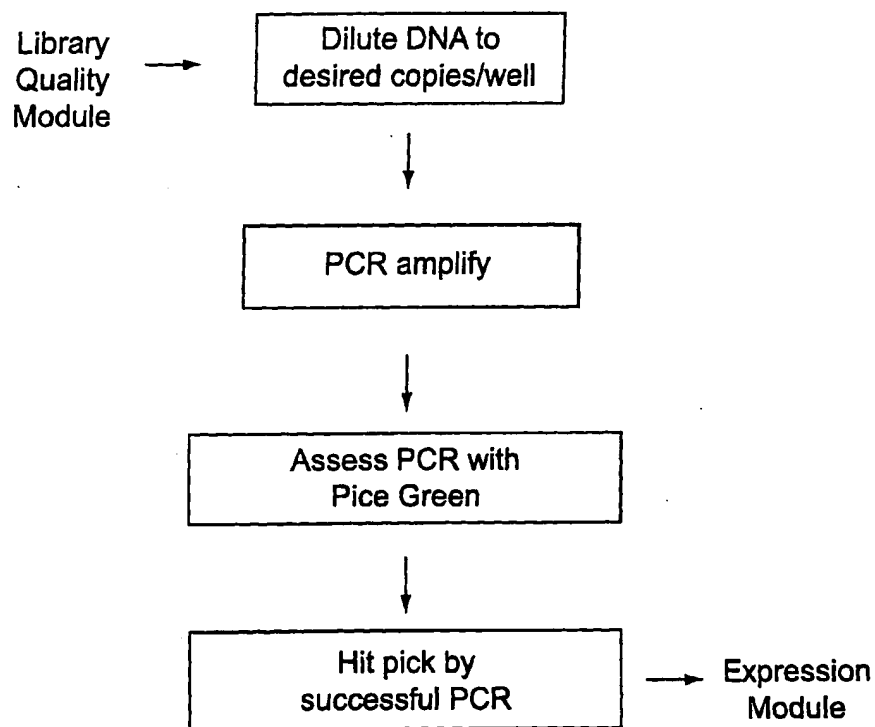 Library
Quality
Module
Dilute DNA to
desired copies/well
PCR amplify
Assess PCR with
Pice Green
Hit pick by
successful PCR
Expression
Module